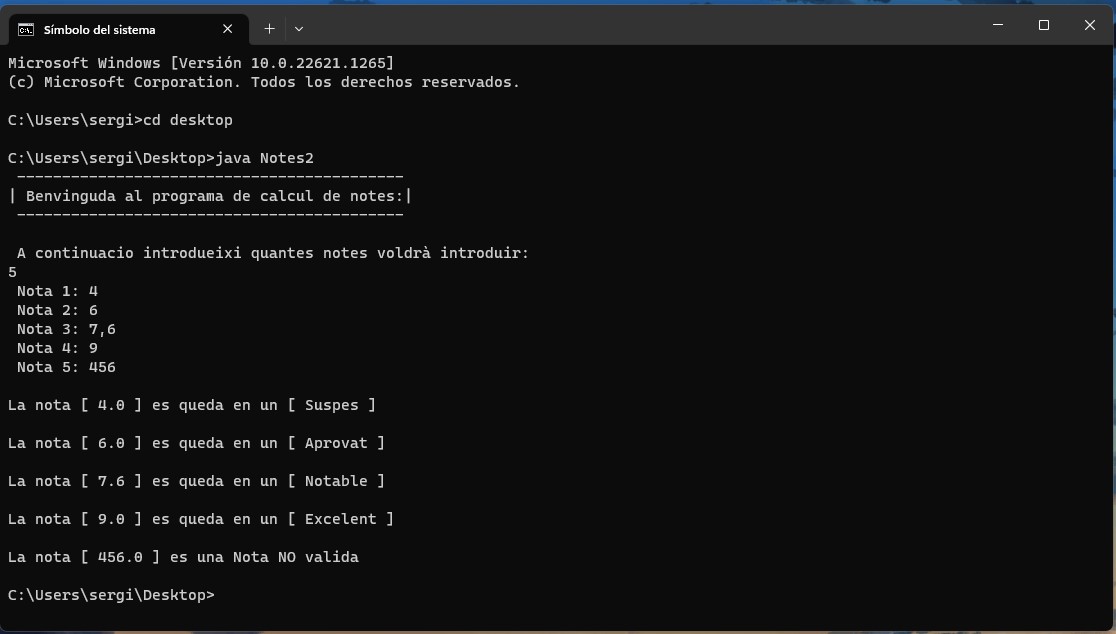 Símbolo del sistema
Microsoft Windows [Versión 10.0.22621.1265]
(c) Microsoft Corporation. Todos los derechos reservados.
C:\Users\sergi>cd desktop
C:\Users\sergi\Desktop>java Notes2
-------------------------------------------
| Benvinguda al programa de calcul de notes:|
-------------------------------------------
A continuacio introdueixi quantes notes voldrà introduir:
5
Nota 1: 4
Nota 2: 6
Nota 3: 7,6
Nota 4: 9
Nota 5: 456
La nota [ 4.0 ] es queda en un [ Suspes ]
La nota [ 6.0 ] es queda en un [ Aprovat ]
La nota [ 7.6 ] es queda en un [ Notable ]
La nota [ 9.0 ] es queda en un [ Excelent ]
La nota [ 456.0 ] es una Nota NO valida
C:\Users\sergi\Desktop>